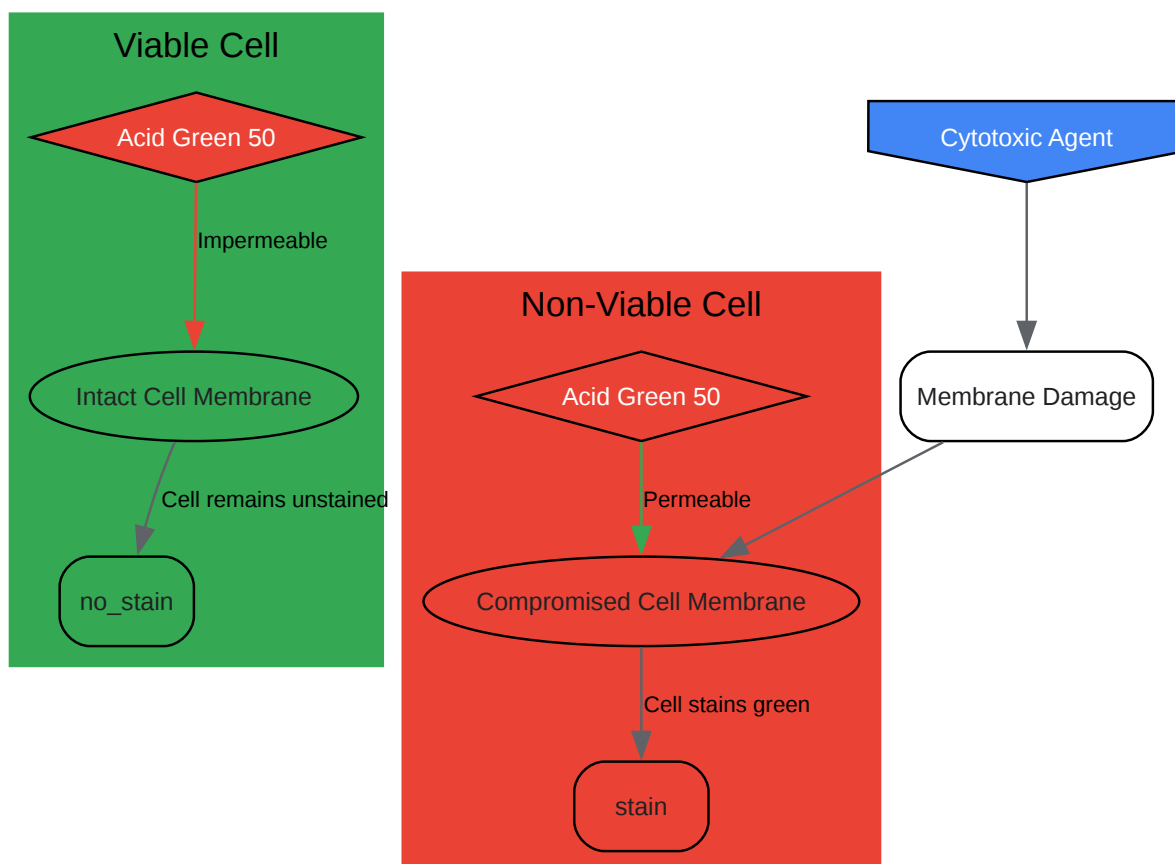 Viable Cell
Acid Green 50
Impermeable
Intact Cell Membrane
Cell remains unstained
no_stain
Non-Viable Cell
Acid Green 50
Permeable
Compromised Cell Membrane
Cell stains green
stain
Cytotoxic Agent
Membrane Damage